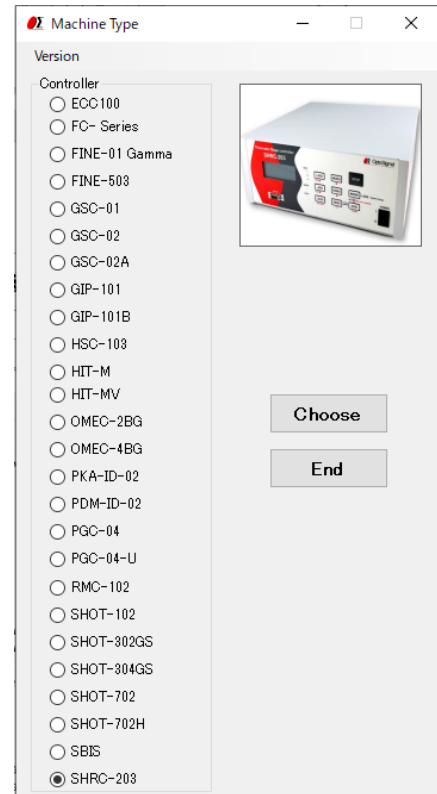 Machine Type
Version
Controller
ECC100
FC- Series
FINE-01 Gamma
FINE-503
GSC-01
GSC-02
GSC-02A
GIP-101
GIP-101B
HSC-103
HIT-M
HIT-MV
OMEC-2BG
OMEC-4BG
PKA-ID-02
PDM-ID-02
PGC-04
PGC-04-U
RMC-102
SHOT-102
SHOT-302GS
SHOT-304GS
SHOT-702
SHOT-702H
SBIS
SHRC-203
SHRC-203
OptoSigma
Choose
End